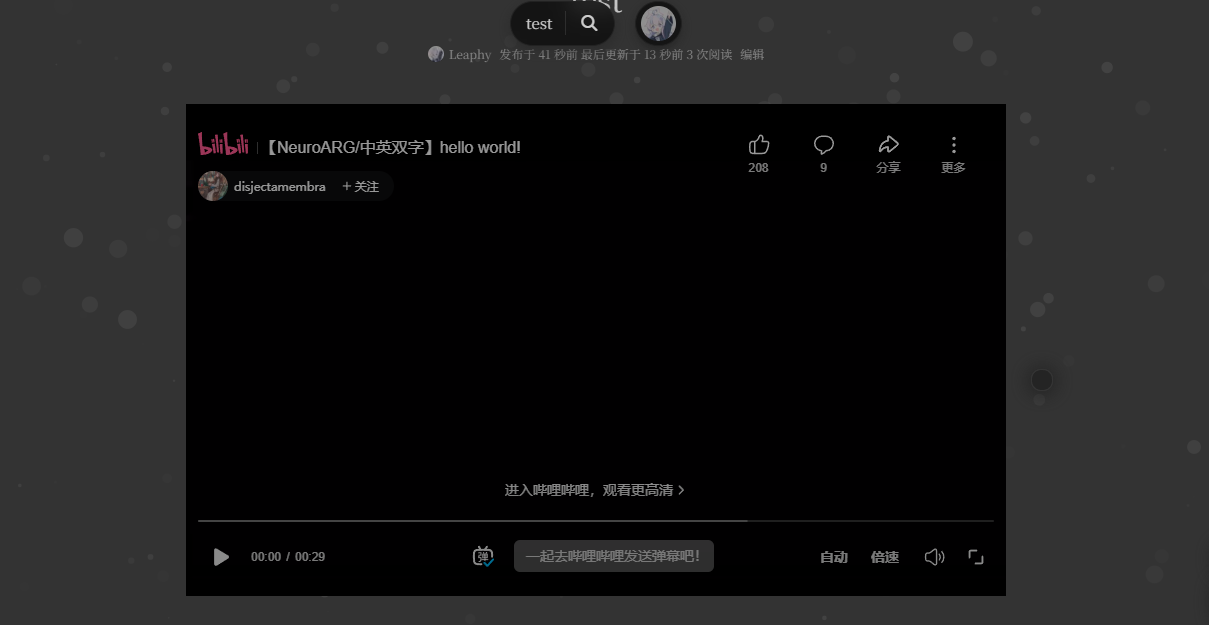 test
Leaphy 发布于 41 秒前 最后更新于 13 秒前 3 次阅读 编辑
bilibili 【NeuroARG/中英双字】hello world!
208 9 分享 更多
disjectamembra + 关注
进入哔哩哔哩，观看更高清 >
00:00 / 00:29 弹 一起去哔哩哔哩发送弹幕吧! 自动 倍速